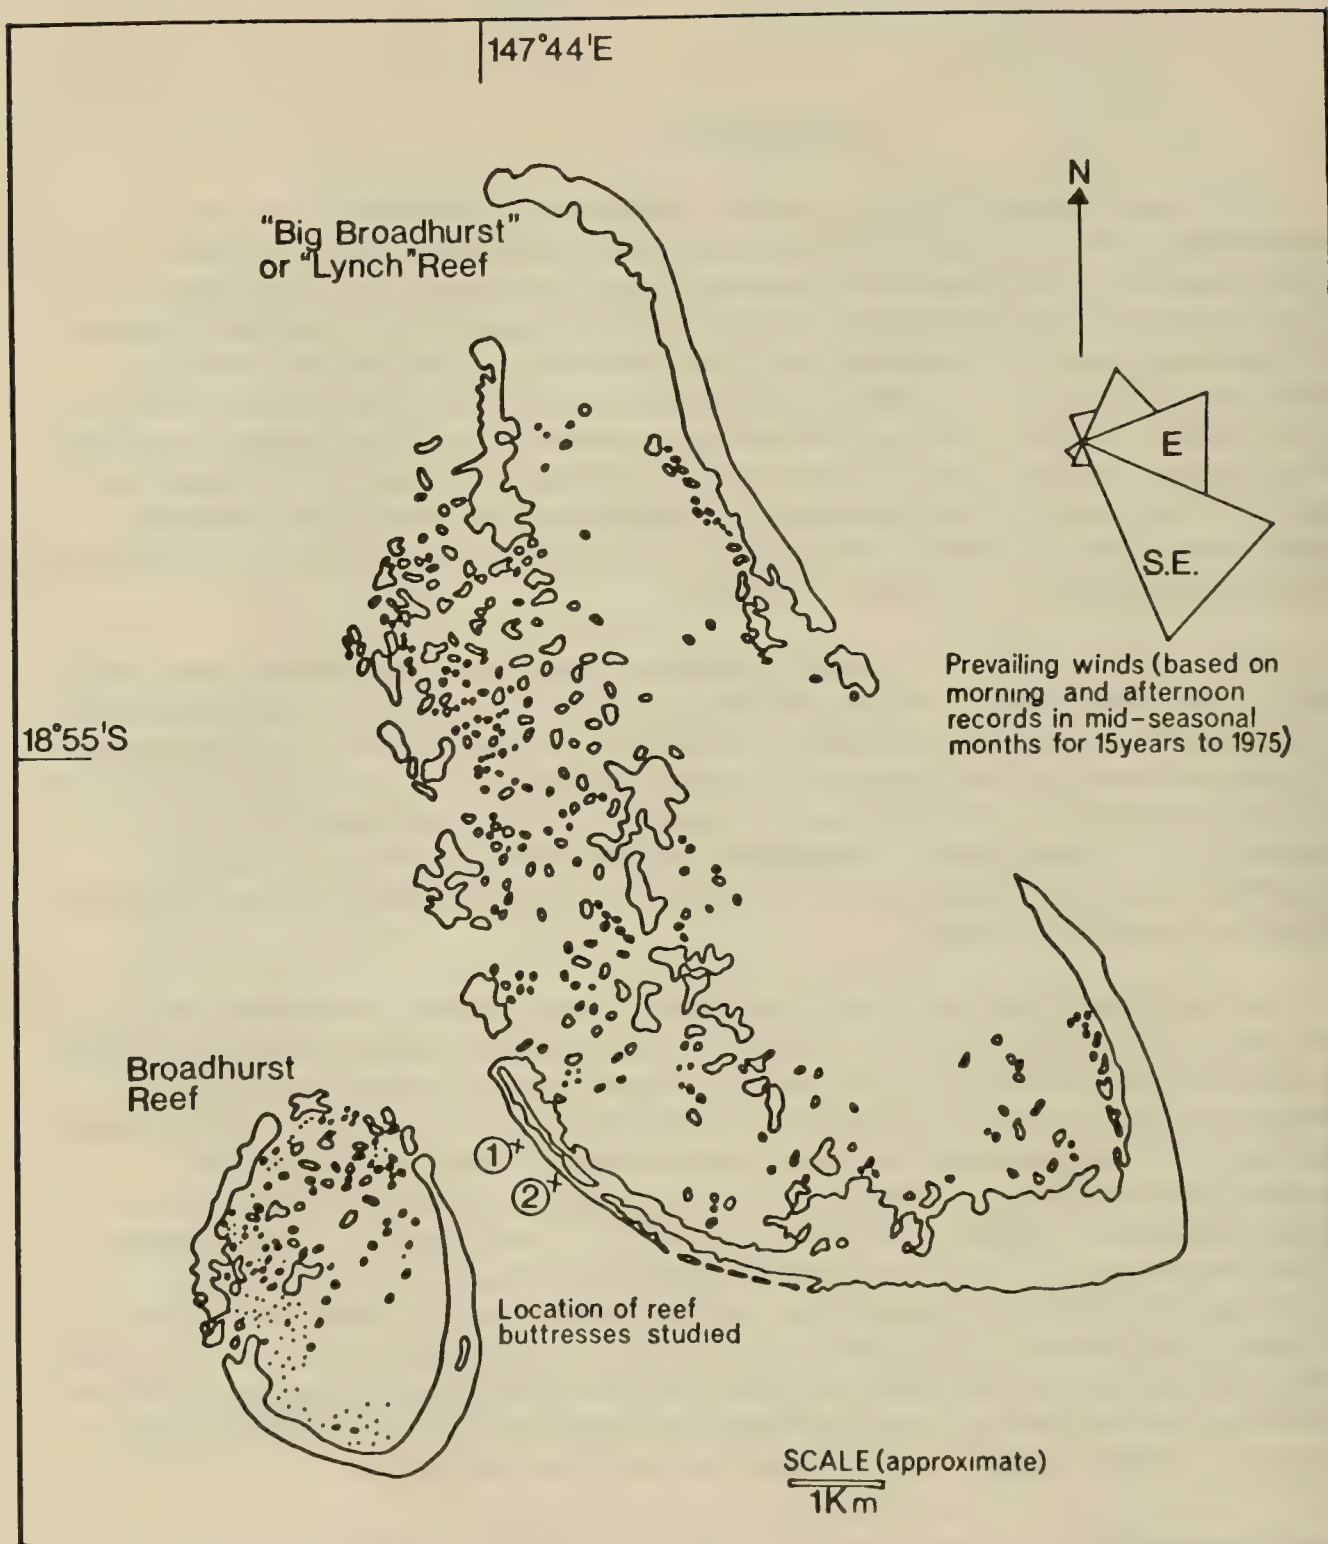 147°44'E
N
"Big Broadhurst"
or "Lynch" Reef
E
S.E.
Prevailing winds (based on
morning and afternoon
records in mid-seasonal
months for 15years to 1975)
18°55'S
Broadhurst
Reef
1
2
Location of reef
buttresses studied
SCALE (approximate)
1Km